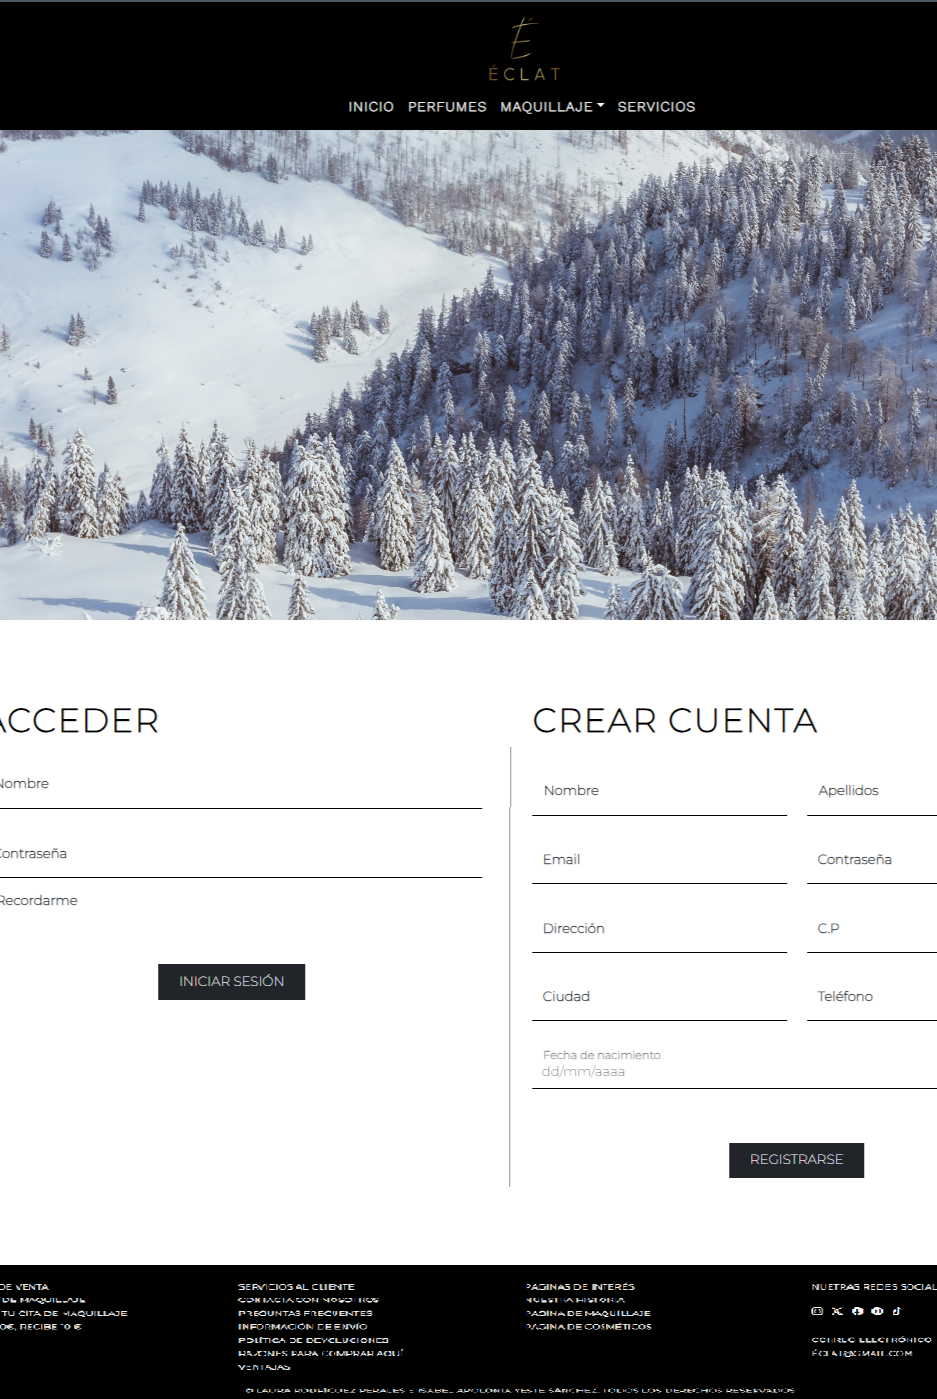 É
ÉCLAT
INICIO PERFUMES MAQUILLAJE SERVICIOS
ACCEDER
CREAR CUENTA
Nombre
Nombre Apellidos
Contraseña
Email Contraseña
Recordarme
Dirección C.P
INICIAR SESIÓN
Ciudad Teléfono
Fecha de nacimiento
dd/mm/aaaa
REGISTRARSE
DE VENTA
DE MAQUILLAJE
TU CITA DE MAQUILLAJE
0€, RECIBE 10 €
SERVICIOS AL CLIENTE
CONTACTA CON NOSOTROS
PREGUNTAS FRECUENTES
INFORMACIÓN DE ENVÍO
POLÍTICA DE DEVOLUCIONES
RAZONES PARA COMPRAR AQUÍ
VENTAJAS
PAGINAS DE INTERÉS
NUESTRA HISTORIA
PAGINA DE MAQUILLAJE
PAGINA DE COSMÉTICOS
NUETRAS REDES SOCIAL
CORREO ELECTRÓNICO
ÉCLAT@GMAIL.COM
© LAURA RODRÍGUEZ PERALES E ISABEL APOLONIA YESTE SÁNCHEZ. TODOS LOS DERECHOS RESERVADOS